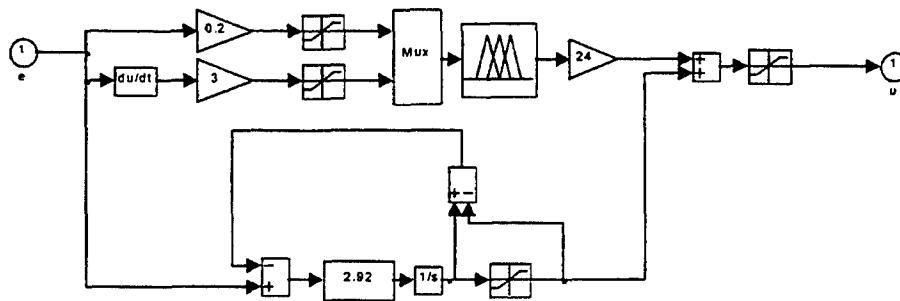 1
e
0.2
du/dt
3
Mux
24
+
+
1
u
+ −
−
+
2.92
1/s